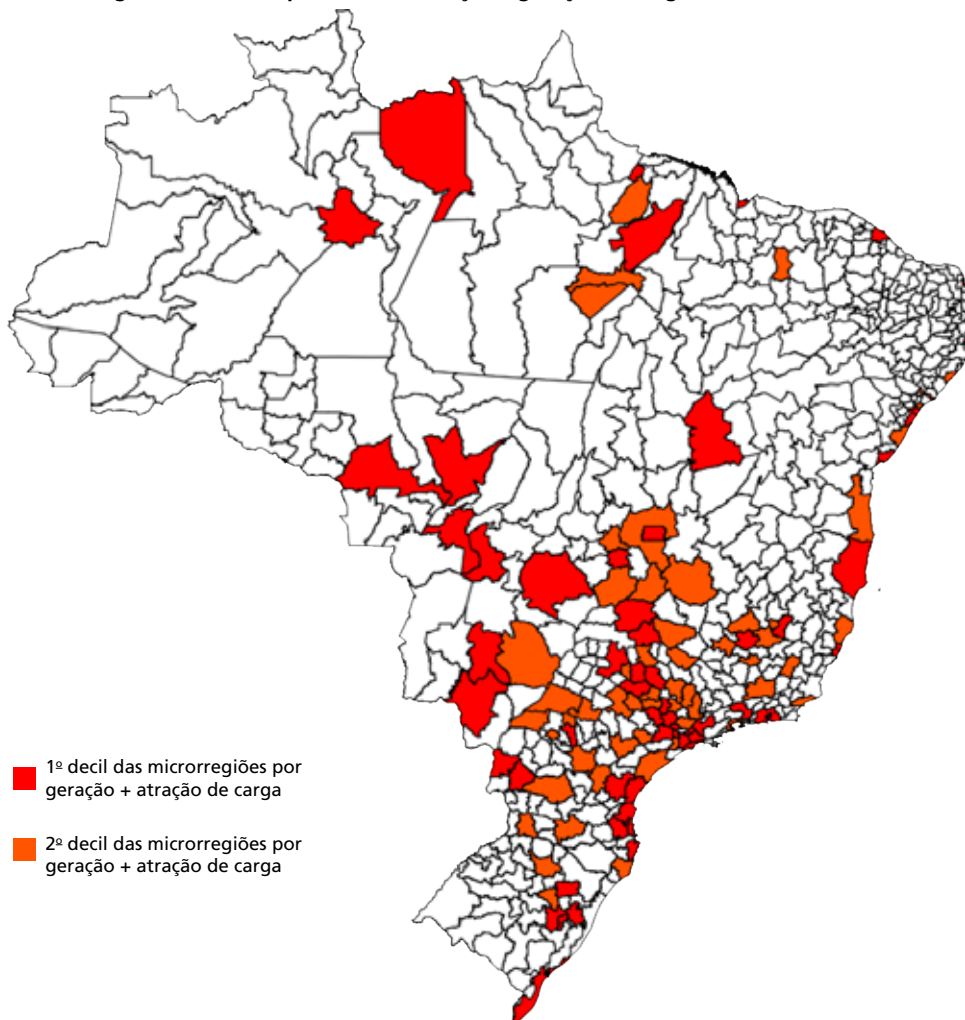 1º decil das microrregiões por
geração + atração de carga
2º decil das microrregiões por
geração + atração de carga